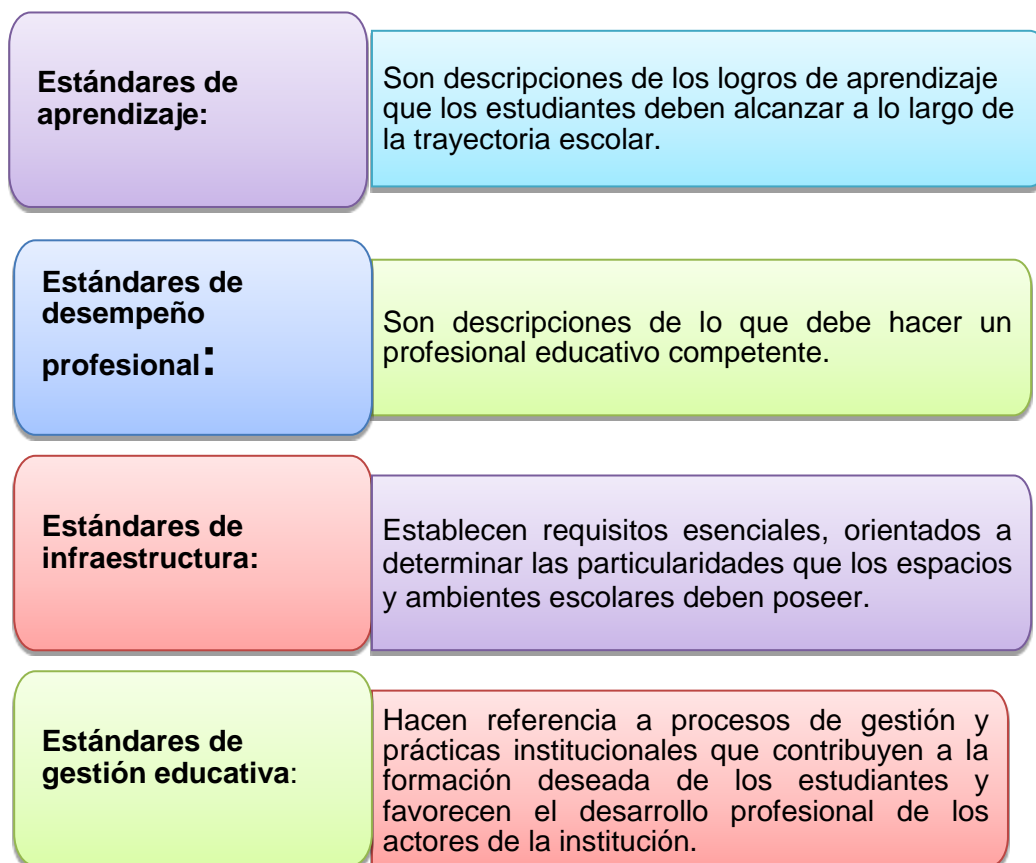 Estándares de
aprendizaje:
Son descripciones de los logros de aprendizaje
que los estudiantes deben alcanzar a lo largo de
la trayectoria escolar.
Estándares de
desempeño
profesional:
Son descripciones de lo que debe hacer un
profesional educativo competente.
Estándares de
infraestructura:
Establecen requisitos esenciales, orientados a
determinar las particularidades que los espacios
y ambientes escolares deben poseer.
Estándares de
gestión educativa:
Hacen referencia a procesos de gestión y
prácticas institucionales que contribuyen a la
formación deseada de los estudiantes y
favorecen el desarrollo profesional de los
actores de la institución.